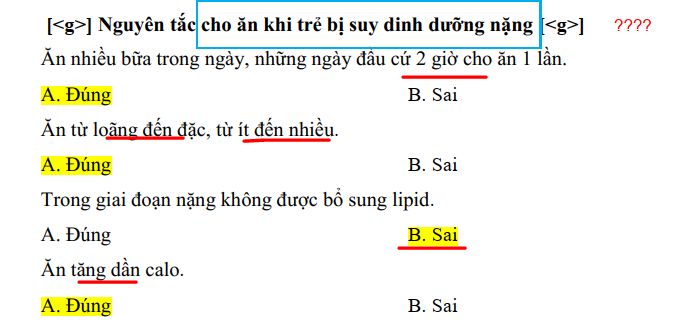 [<g>] Nguyên tắc cho ăn khi trẻ bị suy dinh dưỡng nặng [<g>] ????
Ăn nhiều bữa trong ngày, những ngày đầu cứ 2 giờ cho ăn 1 lần.
A. Đúng B. Sai
Ăn từ loãng đến đặc, từ ít đến nhiều.
A. Đúng B. Sai
Trong giai đoạn nặng không được bổ sung lipid.
A. Đúng B. Sai
Ăn tăng dần calo.
A. Đúng B. Sai